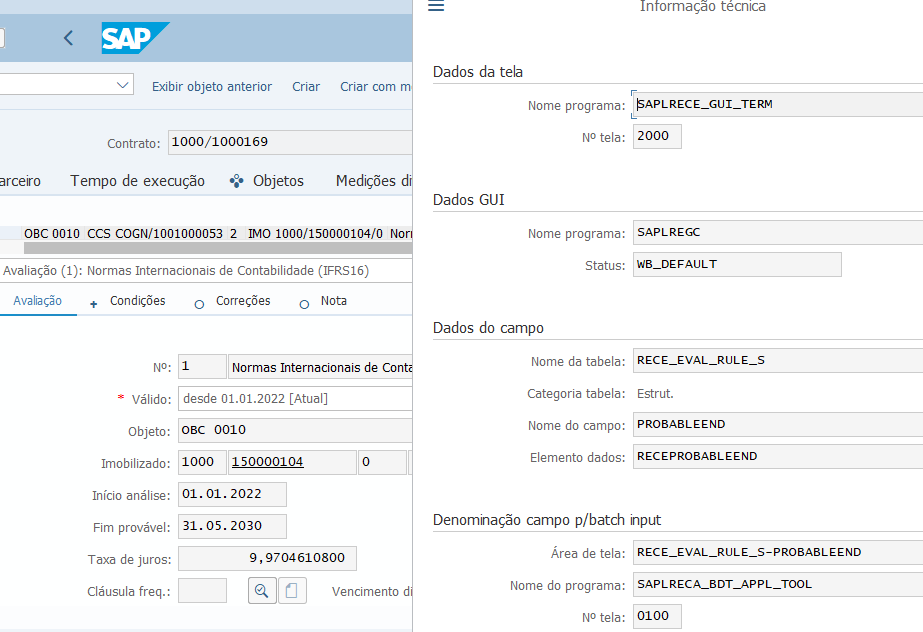 SAP
Exibir objeto anterior Criar Criar com m
Contrato: 1000/1000169
arceiro Tempo de execução Objetos Medições di
OBC 0010 CCS COGN/1001000053 2 IMO 1000/150000104/0 Nor
Avaliação (1): Normas Internacionais de Contabilidade (IFRS16)
Avaliação Condições Correções Nota
Nº: 1 Normas Internacionais de Conta
* Válido: desde 01.01.2022 [Atual]
Objeto: OBC 0010
Imobilizado: 1000 150000104 0
Início análise: 01.01.2022
Fim provável: 31.05.2030
Taxa de juros: 9,9704610800
Cláusula freq.: Vencimento di
Informação técnica
Dados da tela
Nome programa: SAPLRECE_GUI_TERM
Nº tela: 2000
Dados GUI
Nome programa: SAPLREGC
Status: WB_DEFAULT
Dados do campo
Nome da tabela: RECE_EVAL_RULE_S
Categoria tabela: Estrut.
Nome do campo: PROBABLEEND
Elemento dados: RECEPROBABLEEND
Denominação campo p/batch input
Área de tela: RECE_EVAL_RULE_S-PROBABLEEND
Nome do programa: SAPLRECA_BDT_APPL_TOOL
Nº tela: 0100